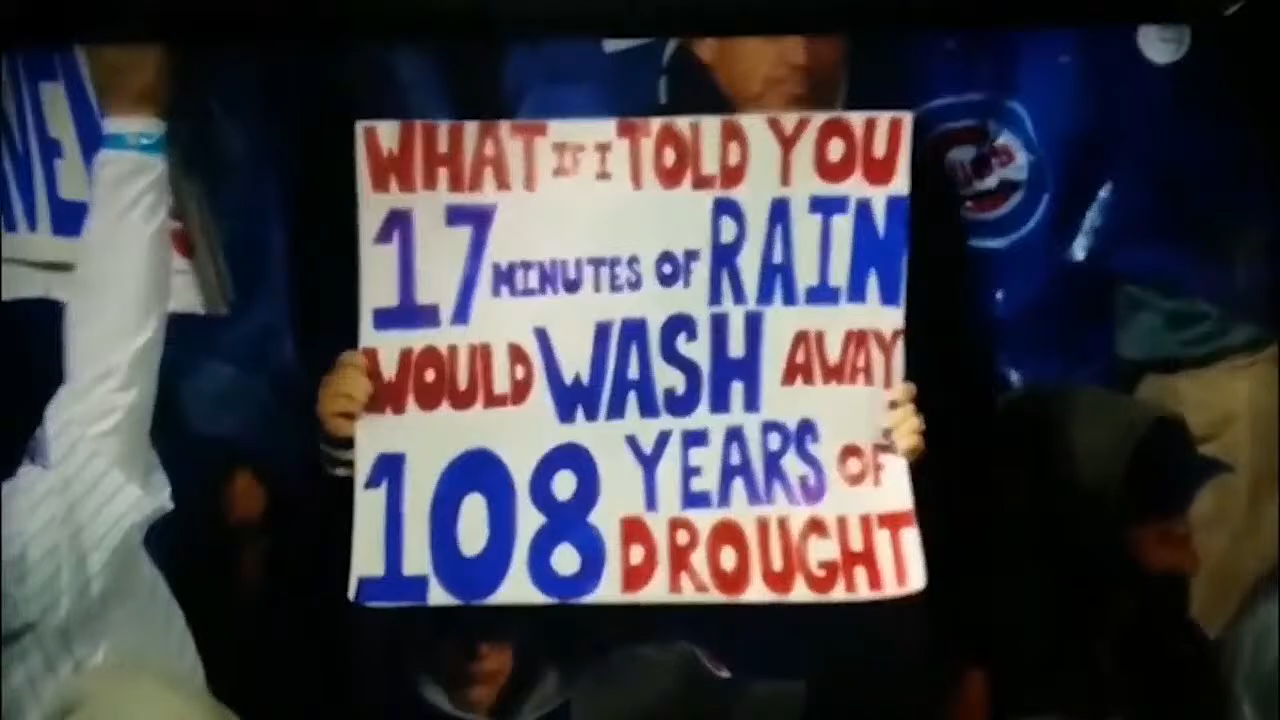 WHAT IF I TOLD YOU
17 MINUTES OF RAIN
WOULD WASH AWAY
108 YEARS OF
DROUGHT